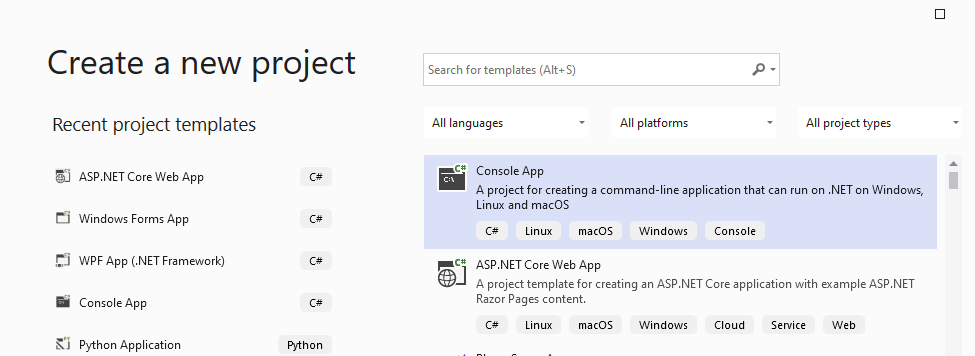 Create a new project
Search for templates (Alt+S)
Recent project templates
All languages
All platforms
All project types
ASP.NET Core Web App C#
Windows Forms App C#
WPF App (.NET Framework) C#
Console App C#
Python Application Python
C#
C:\
Console App
A project for creating a command-line application that can run on .NET on Windows,
Linux and macOS
C# Linux macOS Windows Console
C#
ASP.NET Core Web App
A project template for creating an ASP.NET Core application with example ASP.NET
Razor Pages content.
C# Linux macOS Windows Cloud Service Web